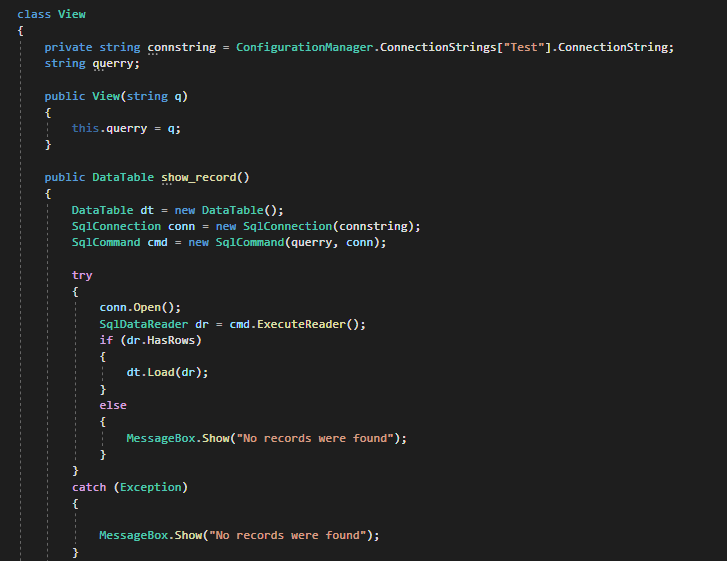 class View
{
private string connstring = ConfigurationManager.ConnectionStrings["Test"].ConnectionString;
string querry;
public View(string q)
{
this.querry = q;
}
public DataTable show_record()
{
DataTable dt = new DataTable();
SqlConnection conn = new SqlConnection(connstring);
SqlCommand cmd = new SqlCommand(querry, conn);
try
{
conn.Open();
SqlDataReader dr = cmd.ExecuteReader();
if (dr.HasRows)
{
dt.Load(dr);
}
else
{
MessageBox.Show("No records were found");
}
}
catch (Exception)
{
MessageBox.Show("No records were found");
}